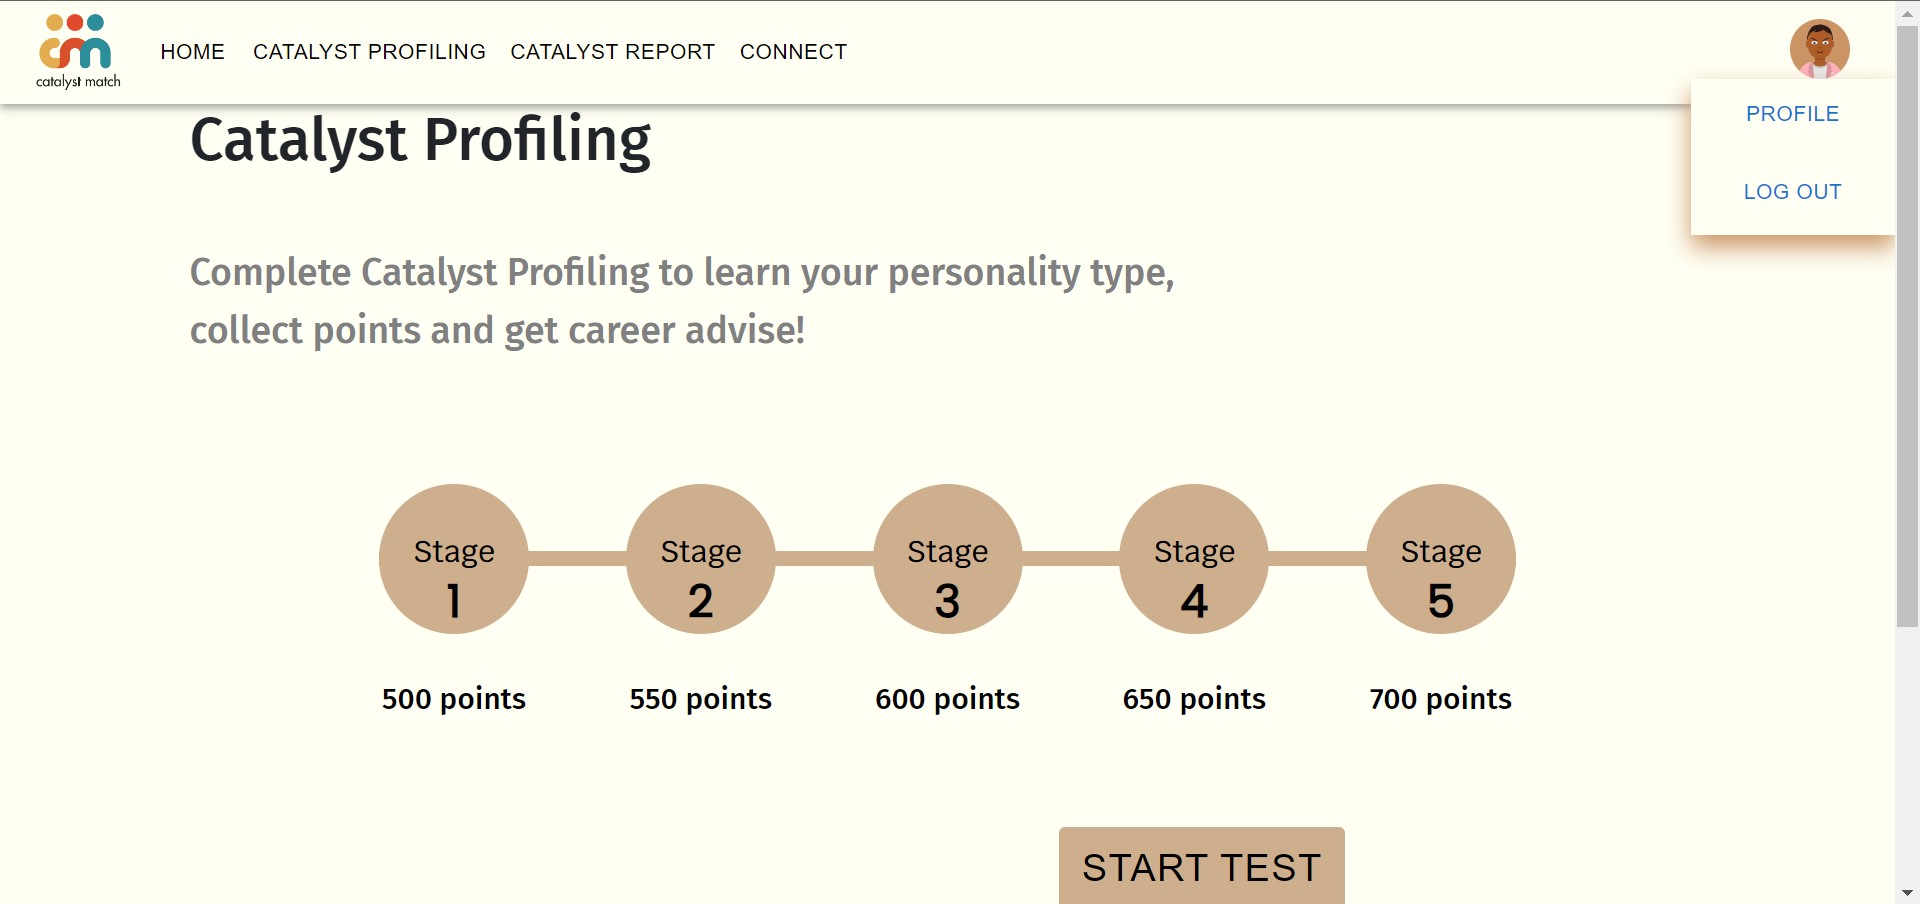 catalyst match
HOME CATALYST PROFILING CATALYST REPORT CONNECT
PROFILE
LOG OUT
Catalyst Profiling
Complete Catalyst Profiling to learn your personality type,
collect points and get career advise!
Stage 1
Stage 2
Stage 3
Stage 4
Stage 5
500 points 550 points 600 points 650 points 700 points
START TEST